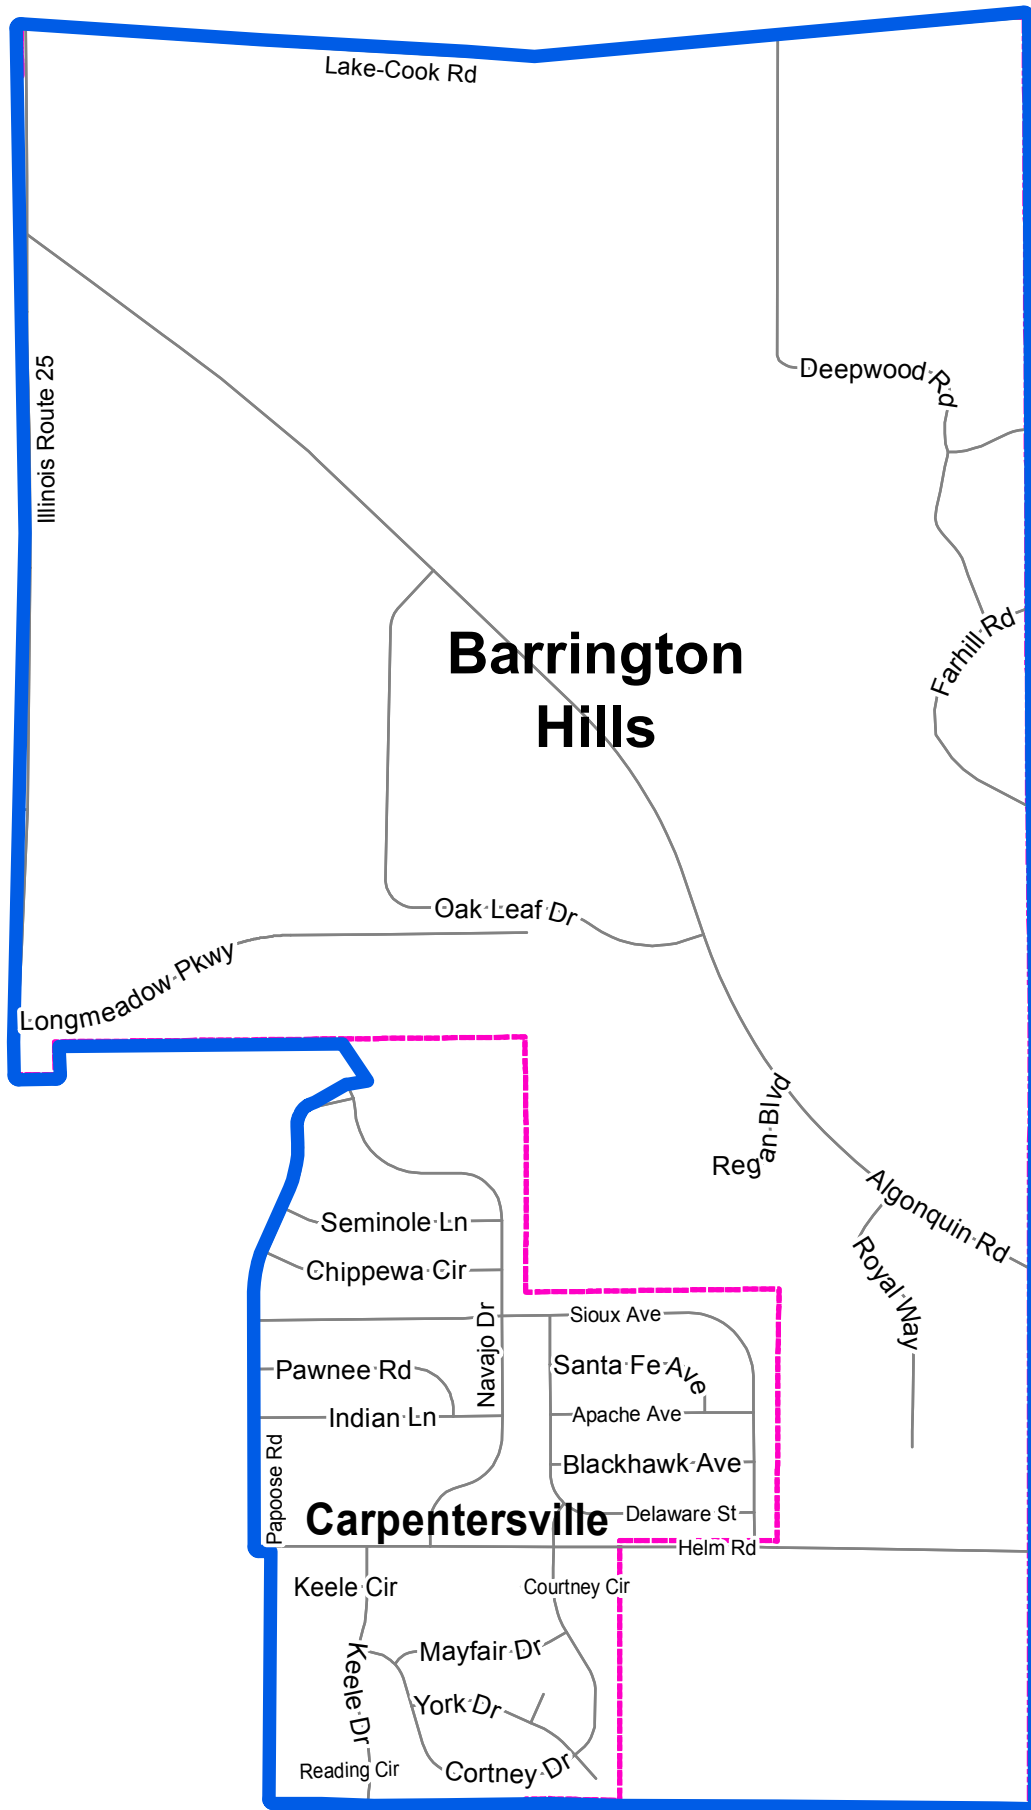 Lake-Cook Rd
Illinois Route 25
Deepwood Rd
Farhill Rd
Barrington
Hills
Oak Leaf Dr
Longmeadow Pkwy
Regan Blvd
Algonquin Rd
Royal Way
Seminole Ln
Chippewa Cir
Navajo Dr
Sioux Ave
Pawnee Rd
Santa Fe Ave
Indian Ln
Apache Ave
Papoose Rd
Blackhawk Ave
Carpentersville
Delaware St
Helm Rd
Keele Cir
Courtney Cir
Keele Dr
Mayfair Dr
York Dr
Reading Cir
Cortney Dr